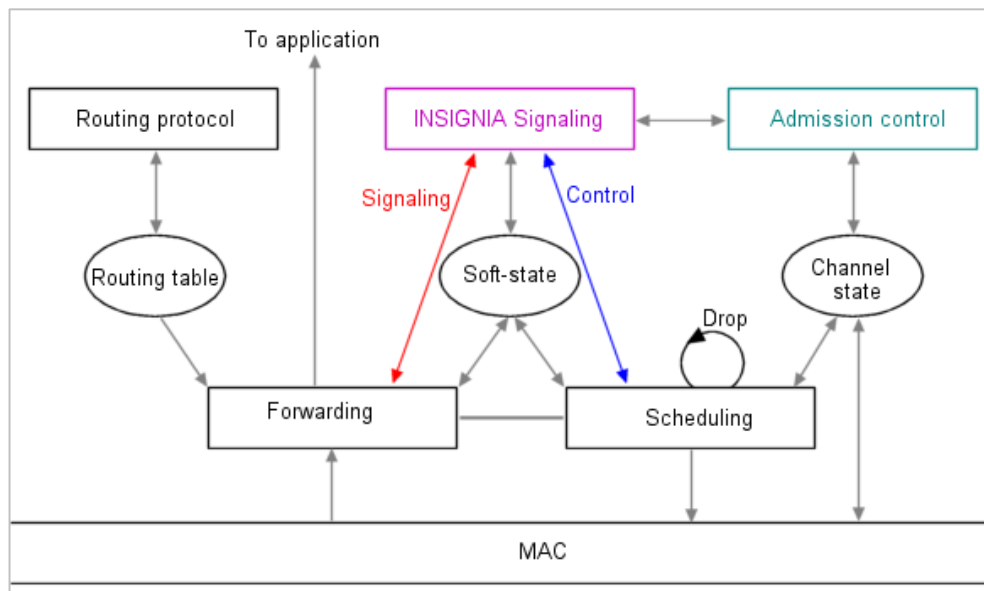 To application
Routing protocol
INSIGNIA Signaling
Admission control
Signaling
Control
Routing table
Soft-state
Channel
state
Drop
Forwarding
Scheduling
MAC